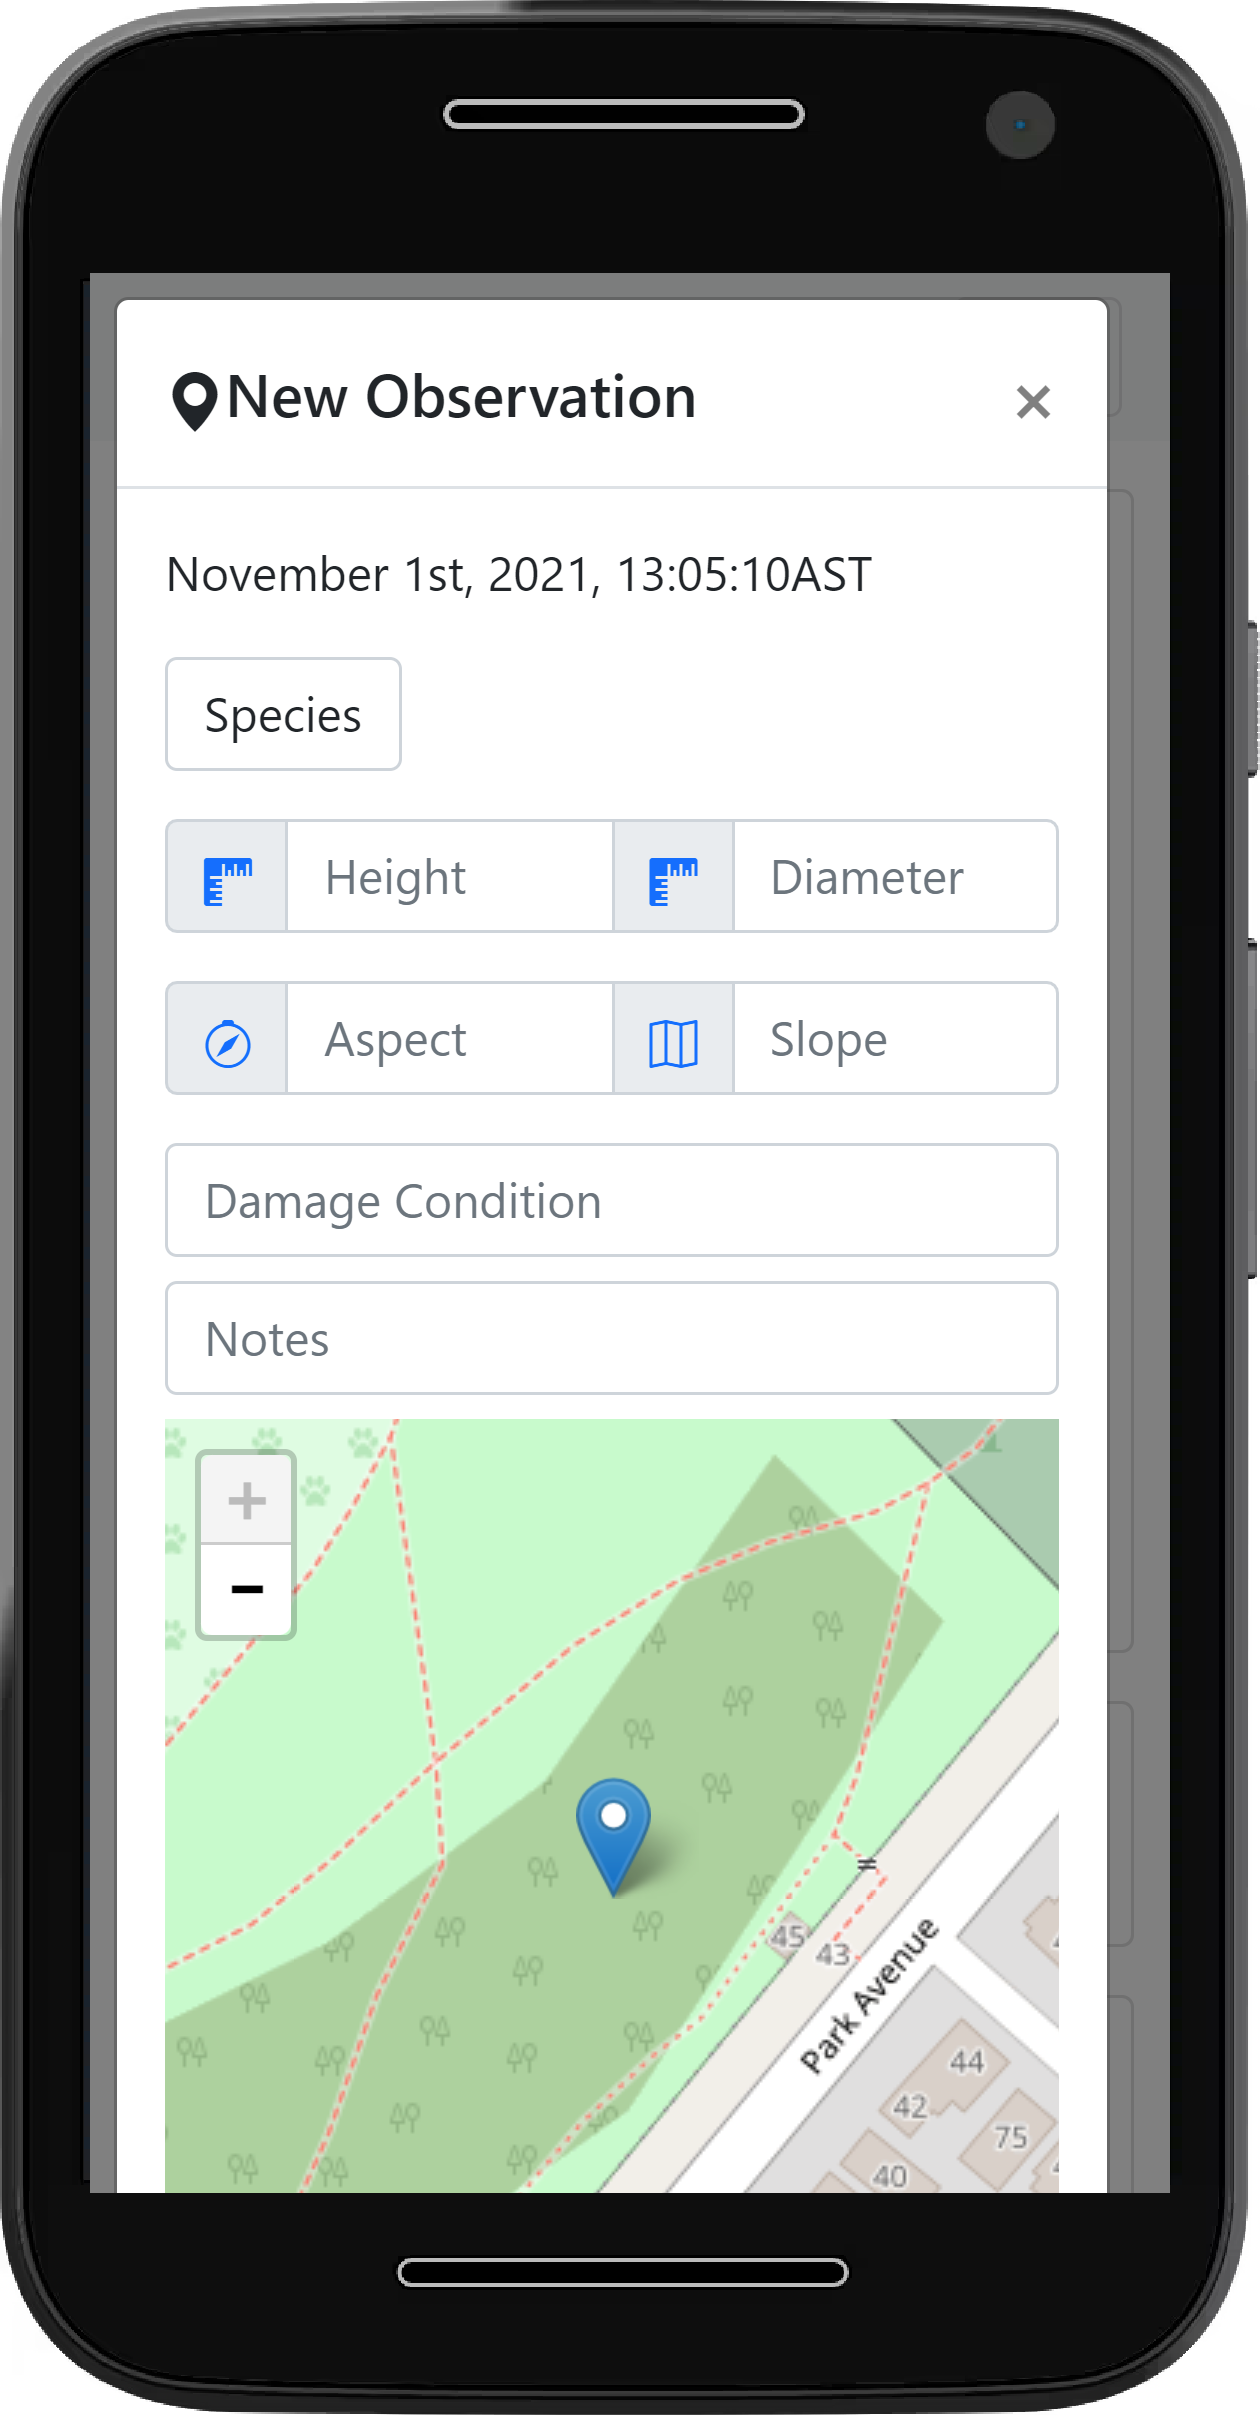 New Observation ×
November 1st, 2021, 13:05:10AST
Species
Height Diameter
Aspect Slope
Damage Condition
Notes
+
−
45
43
Park Avenue
44
42
75
40